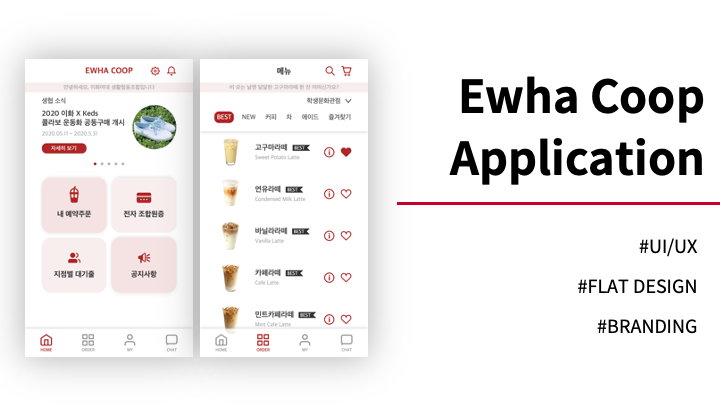 EWHA COOP
안녕하세요. 이화여대 생활협동조합입니다
생협 소식
2020 이화 X Keds
콜라보 운동화 공동구매 개시
2020.05.11 ~ 2020.5.31
자세히 보기
내 예약주문
전자 조합원증
지점별 대기줄
공지사항
HOME
ORDER
MY
CHAT
메뉴
비 오는 날엔 달달한 고구마라떼 한 잔 어떠신가요?
학생문화관점
BEST NEW 커피 차 에이드 즐겨찾기
고구마라떼 BEST
Sweet Potato Latte
연유라떼 BEST
Condensed Milk Latte
바닐라라떼 BEST
Vanilla Latte
카페라떼 BEST
Cafe Latte
민트카페라떼 BEST
Mint Cafe Latte
HOME
ORDER
MY
CHAT
Ewha Coop
Application
#UI/UX
#FLAT DESIGN
#BRANDING